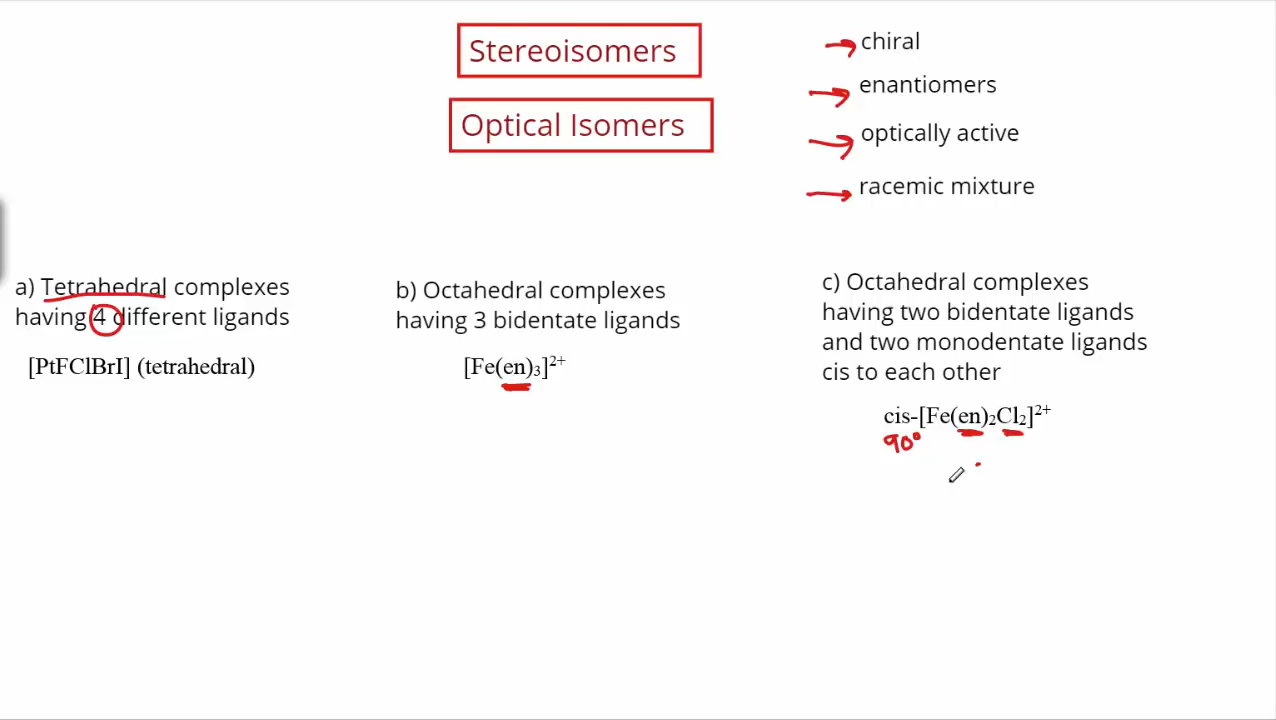 Stereoisomers
Optical Isomers
chiral
enantiomers
optically active
racemic mixture
a) Tetrahedral complexes
having 4 different ligands
[PtFClBrI] (tetrahedral)
b) Octahedral complexes
having 3 bidentate ligands
[Fe(en)₃]²⁺
c) Octahedral complexes
having two bidentate ligands
and two monodentate ligands
cis to each other
cis-[Fe(en)₂Cl₂]²⁺
90°